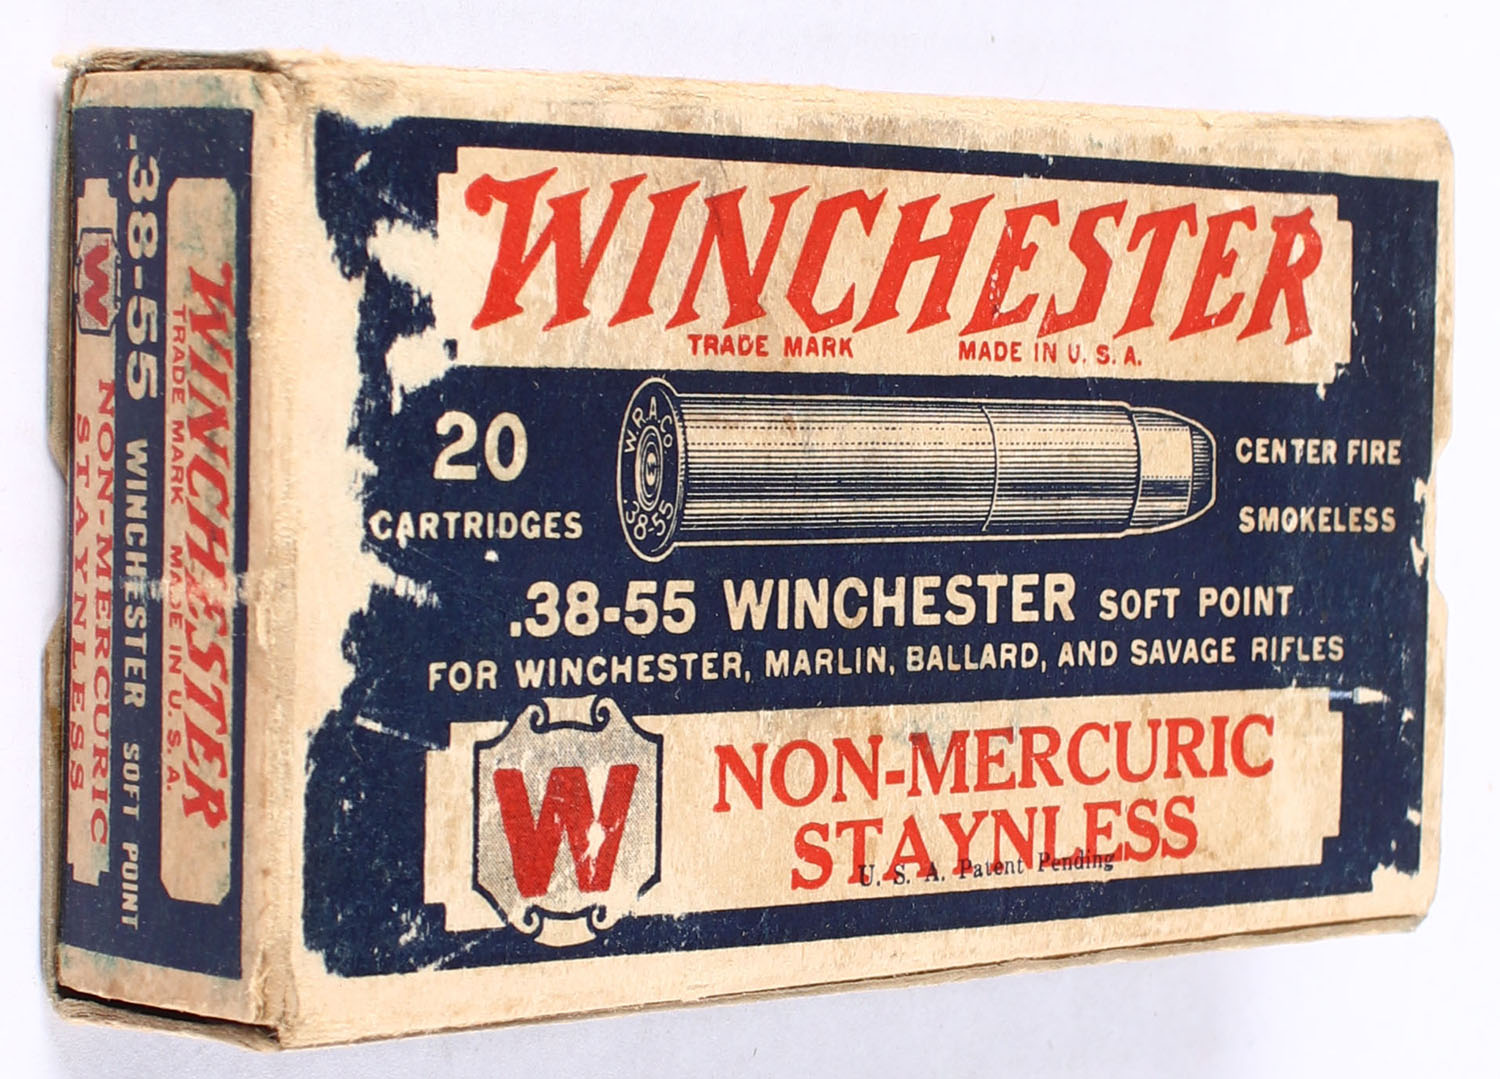 WINCHESTER
TRADE MARK MADE IN U. S. A.
20
CARTRIDGES
W.R.A.Co.
W
38-55
CENTER FIRE
SMOKELESS
.38-55 WINCHESTER SOFT POINT
FOR WINCHESTER, MARLIN, BALLARD, AND SAVAGE RIFLES
W
NON-MERCURIC
STAYNLESS
U. S. A. Patent Pending
WINCHESTER
TRADE MARK MADE IN U. S. A.
.38-55 WINCHESTER SOFT POINT
W
NON-MERCURIC
STAYNLESS